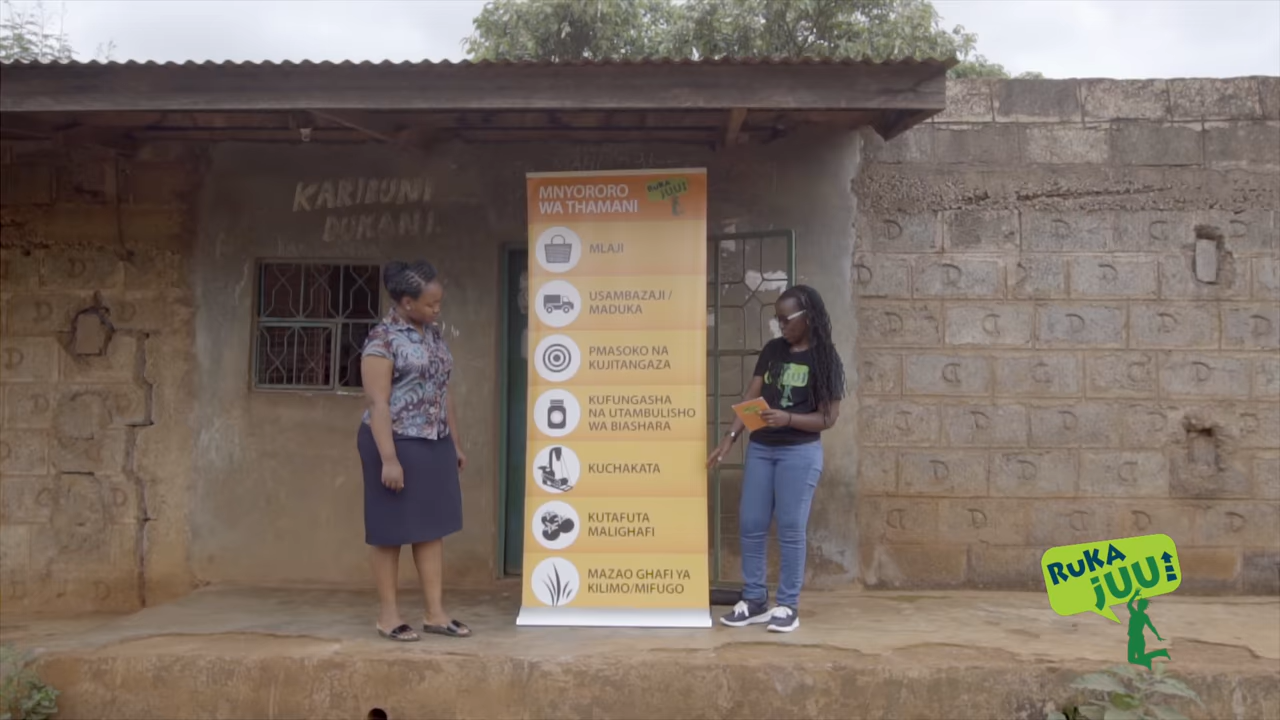 KARIBUNI
DUKANI.
MNYORORO
WA THAMANI
RUKA
JUU!
MLAJI
USAMBAZAJI /
MADUKA
PMASOKO NA
KUJITANGAZA
KUFUNGASHA
NA UTAMBULISHO
WA BIASHARA
KUCHAKATA
KUTAFUTA
MALIGHAFI
MAZAO GHAFI YA
KILIMO/MIFUGO
JUU!
RUKA
JUU!